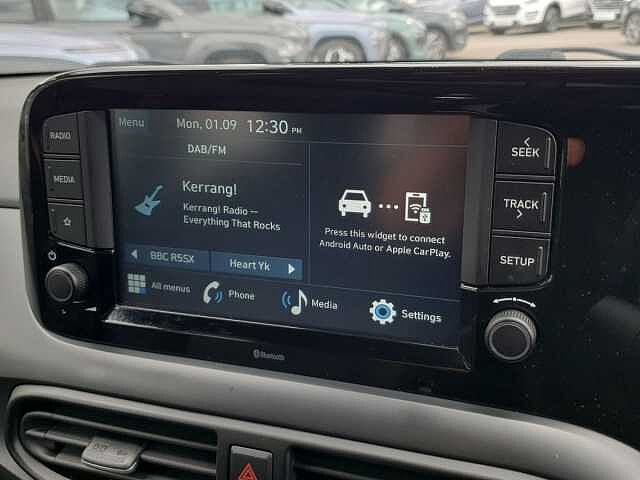 RADIO
MEDIA
Menu
Mon, 01.09 12:30 PM
DAB/FM
Kerrang!
Kerrang! Radio --
Everything That Rocks
Press this widget to connect
Android Auto or Apple CarPlay.
BBC R5SX
Heart Yk
All menus
Phone
Media
Settings
SEEK
TRACK
SETUP
Bluetooth